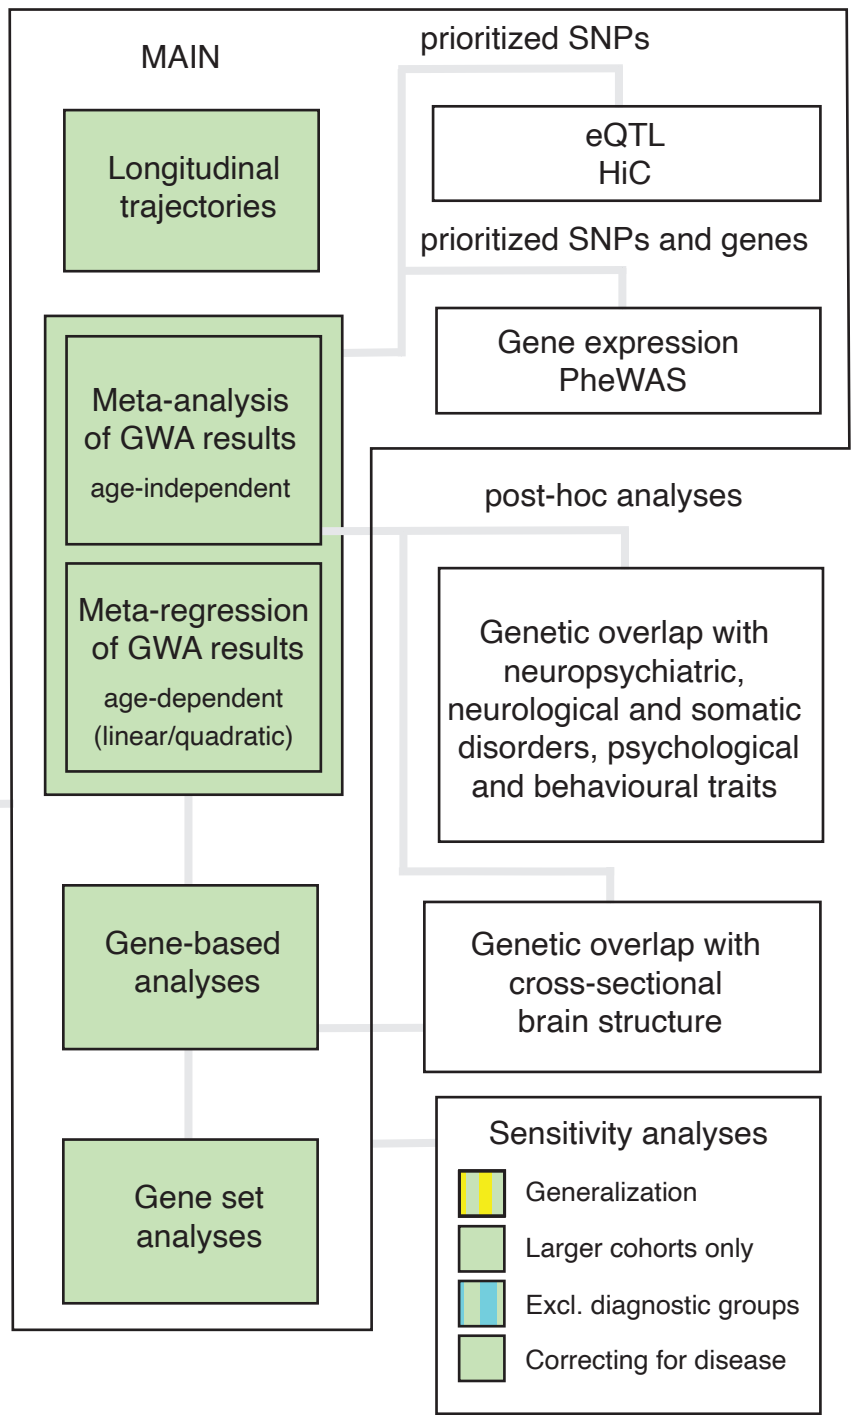 MAIN
Longitudinal
trajectories
Meta-analysis
of GWA results
age-independent
Meta-regression
of GWA results
age-dependent
(linear/quadratic)
Gene-based
analyses
Gene set
analyses
prioritized SNPs
eQTL
HiC
prioritized SNPs and genes
Gene expression
PheWAS
post-hoc analyses
Genetic overlap with
neuropsychiatric,
neurological and somatic
disorders, psychological
and behavioural traits
Genetic overlap with
cross-sectional
brain structure
Sensitivity analyses
Generalization
Larger cohorts only
Excl. diagnostic groups
Correcting for disease